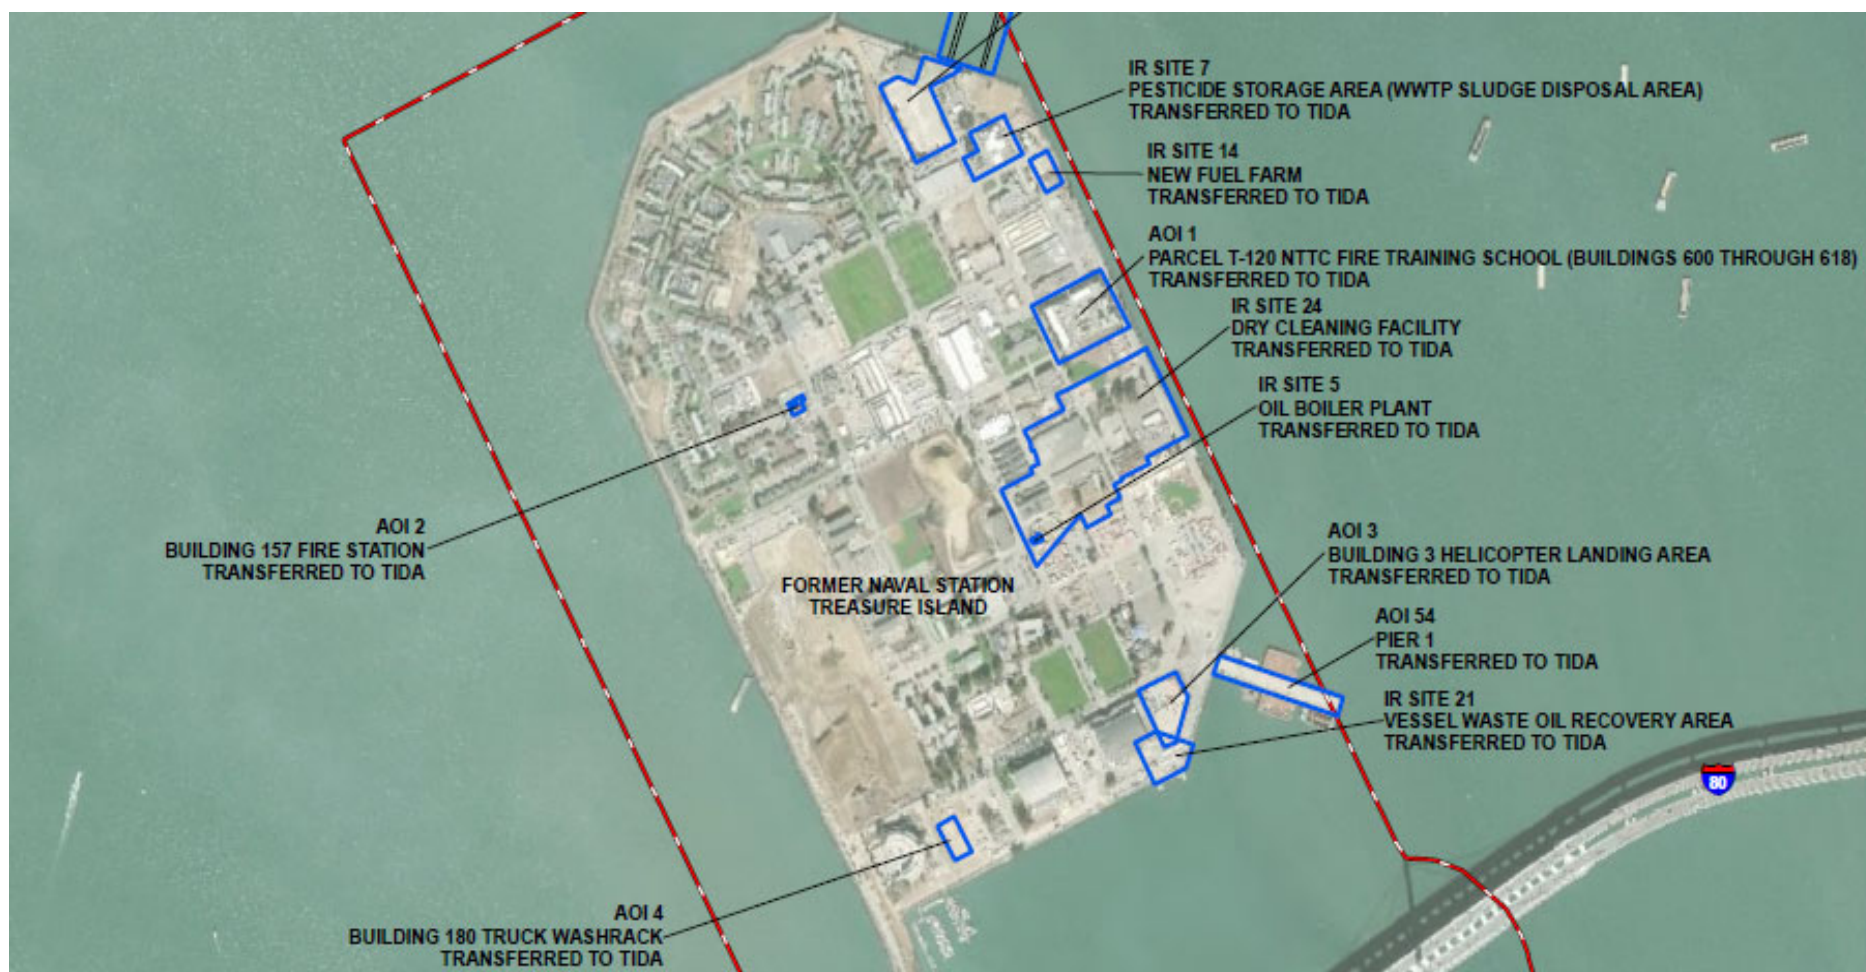 IR SITE 7
PESTICIDE STORAGE AREA (WWTP SLUDGE DISPOSAL AREA)
TRANSFERRED TO TIDA
IR SITE 14
NEW FUEL FARM
TRANSFERRED TO TIDA
AOI 1
PARCEL T-120 NTTC FIRE TRAINING SCHOOL (BUILDINGS 600 THROUGH 618)
TRANSFERRED TO TIDA
IR SITE 24
DRY CLEANING FACILITY
TRANSFERRED TO TIDA
IR SITE 5
OIL BOILER PLANT
TRANSFERRED TO TIDA
AOI 2
BUILDING 157 FIRE STATION
TRANSFERRED TO TIDA
FORMER NAVAL STATION
TREASURE ISLAND
AOI 3
BUILDING 3 HELICOPTER LANDING AREA
TRANSFERRED TO TIDA
AOI 54
PIER 1
TRANSFERRED TO TIDA
IR SITE 21
VESSEL WASTE OIL RECOVERY AREA
TRANSFERRED TO TIDA
80
AOI 4
BUILDING 180 TRUCK WASHRACK
TRANSFERRED TO TIDA